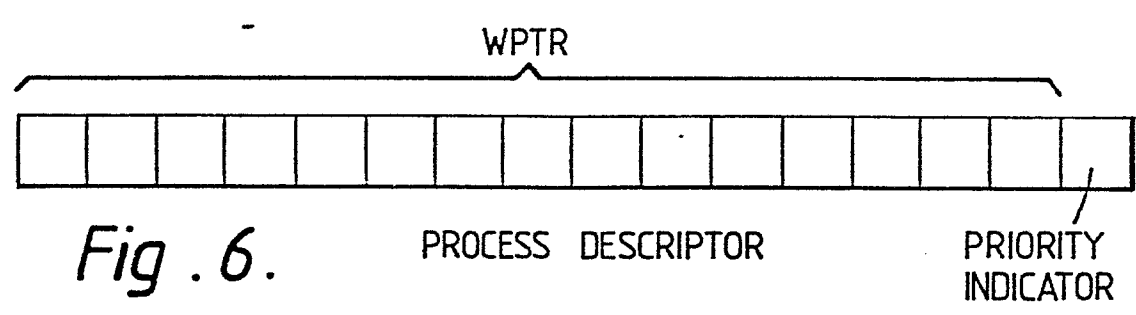 WPTR
Fig. 6.
PROCESS DESCRIPTOR
PRIORITY
INDICATOR